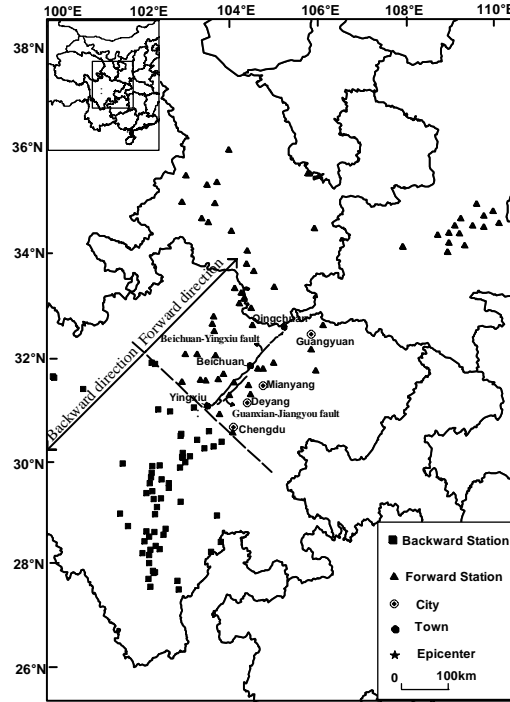 100°E 102°E 104°E 106°E 108°E 110°E
38°N
36°N
34°N
32°N
30°N
28°N
26°N
Backward direction
Forward direction
Qingchuan
Guangyuan
Beichuan-Yingxiu fault
Beichuan
Mianyang
Yingxiu
Deyang
Guanxian-Jiangyou fault
Chengdu
Backward Station
Forward Station
City
Town
Epicenter
0 100km